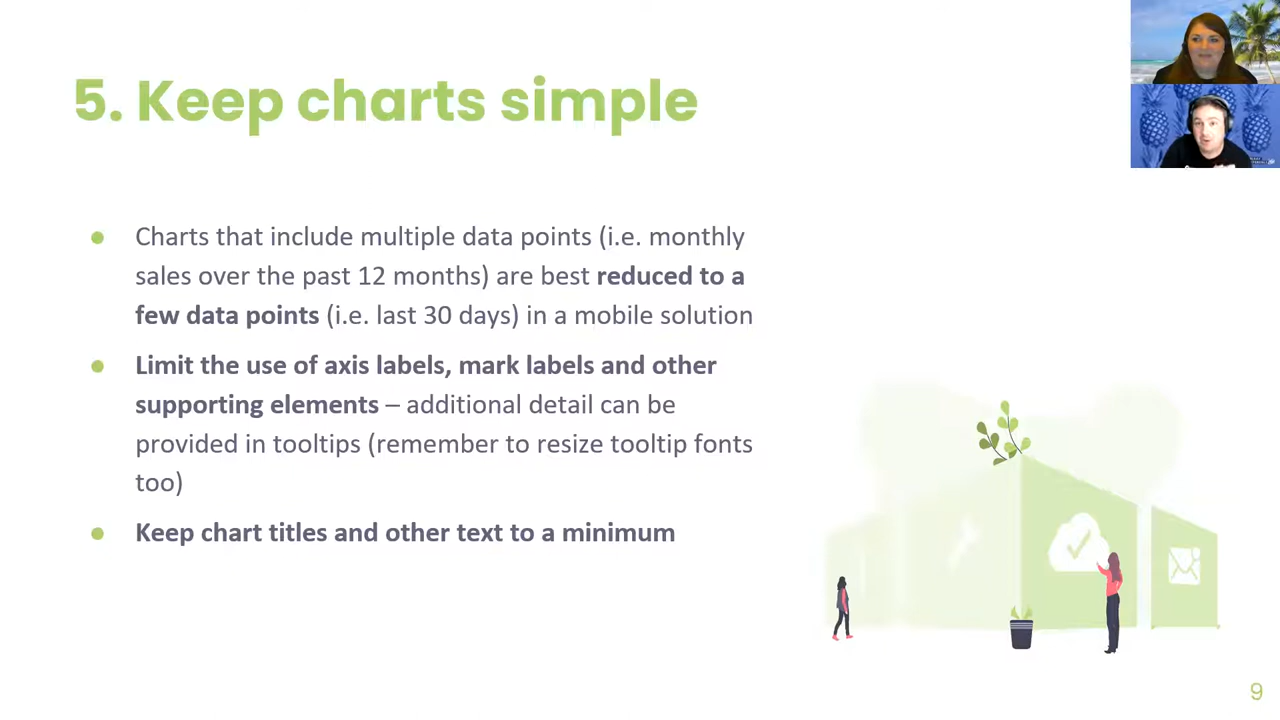 5. Keep charts simple
● Charts that include multiple data points (i.e. monthly
sales over the past 12 months) are best reduced to a
few data points (i.e. last 30 days) in a mobile solution
● Limit the use of axis labels, mark labels and other
supporting elements – additional detail can be
provided in tooltips (remember to resize tooltip fonts
too)
● Keep chart titles and other text to a minimum
9